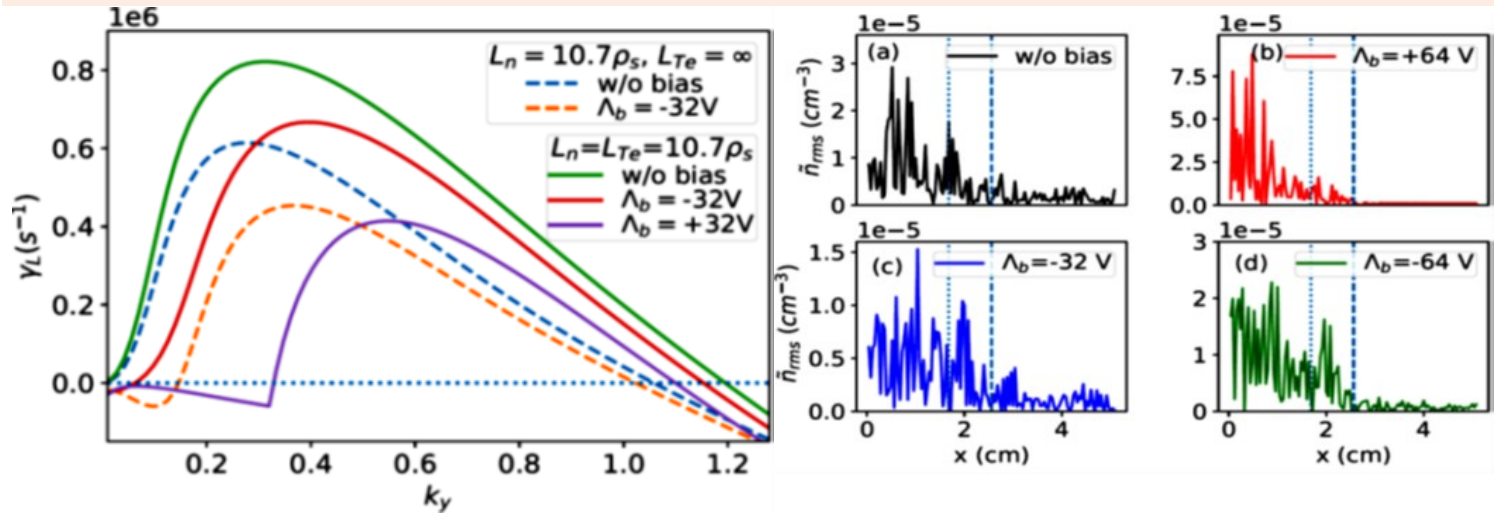 1e6
L_n = 10.7ρ_s, L_Te = ∞
w/o bias
Λ_b = -32V
L_n=L_Te=10.7ρ_s
w/o bias
Λ_b = -32V
Λ_b = +32V
0.8
0.6
0.4
0.2
0.0
γ_L(s⁻¹)
0.2 0.4 0.6 0.8 1.0 1.2
k_y
1e-5
(a) w/o bias
3
2
1
0
ñ_rms (cm⁻³)
1e-5
(b) Λ_b=+64 V
7.5
5.0
2.5
0.0
1e-5
(c) Λ_b=-32 V
1.5
1.0
0.5
0.0
ñ_rms (cm⁻³)
0 2 4
x (cm)
1e-5
(d) Λ_b=-64 V
3
2
1
0
0 2 4
x (cm)